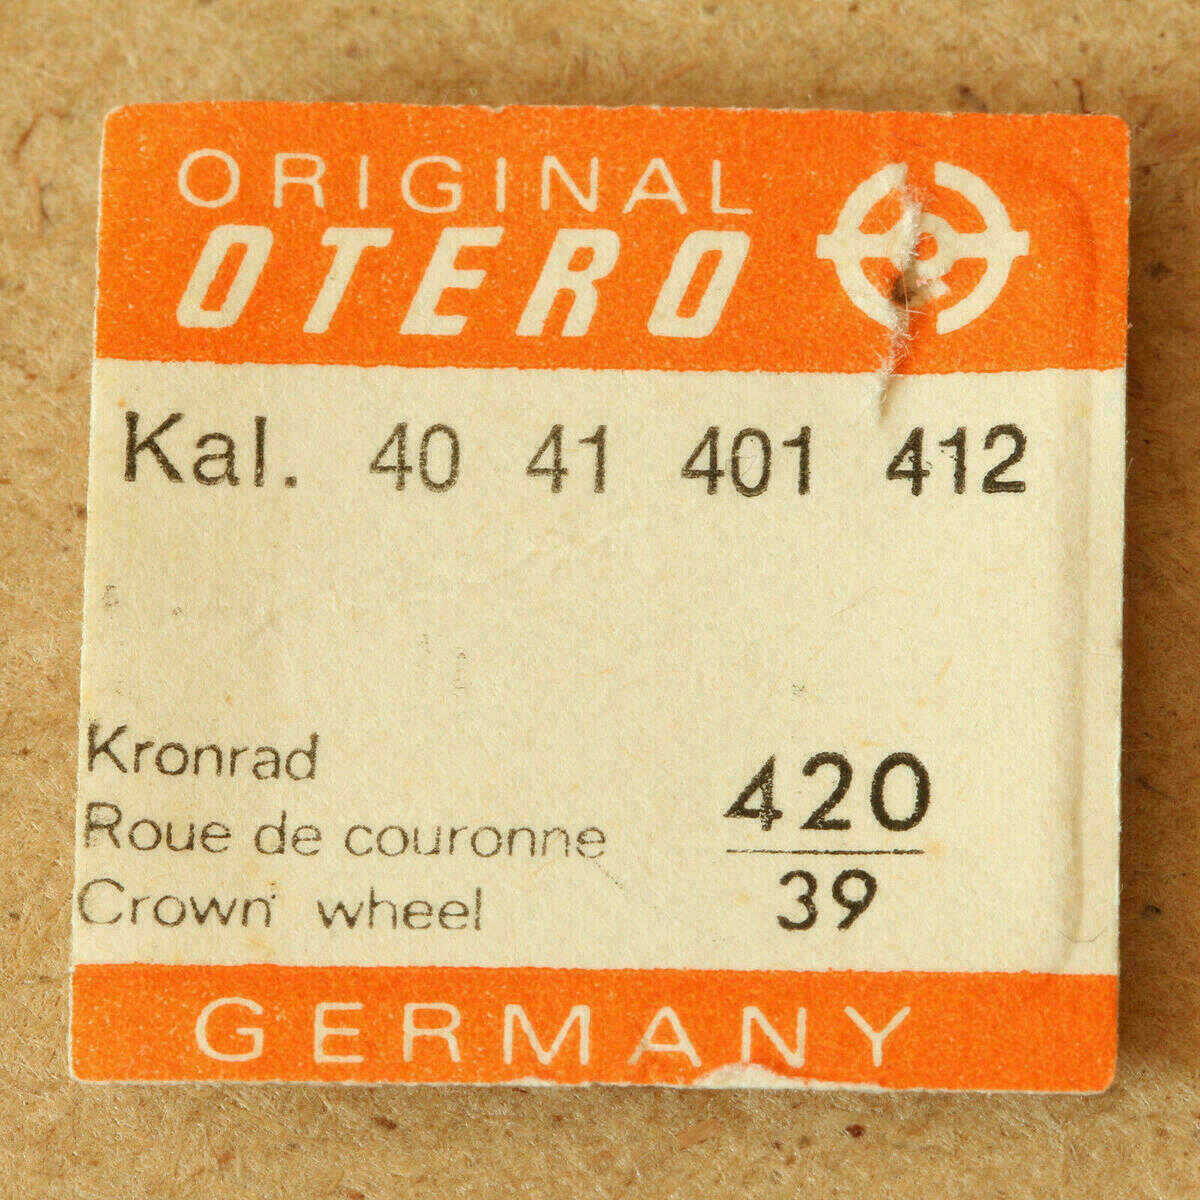 ORIGINAL
OTERO
Kal. 40 41 401 412
Kronrad
Roue de couronne
Crown wheel
420
39
GERMANY